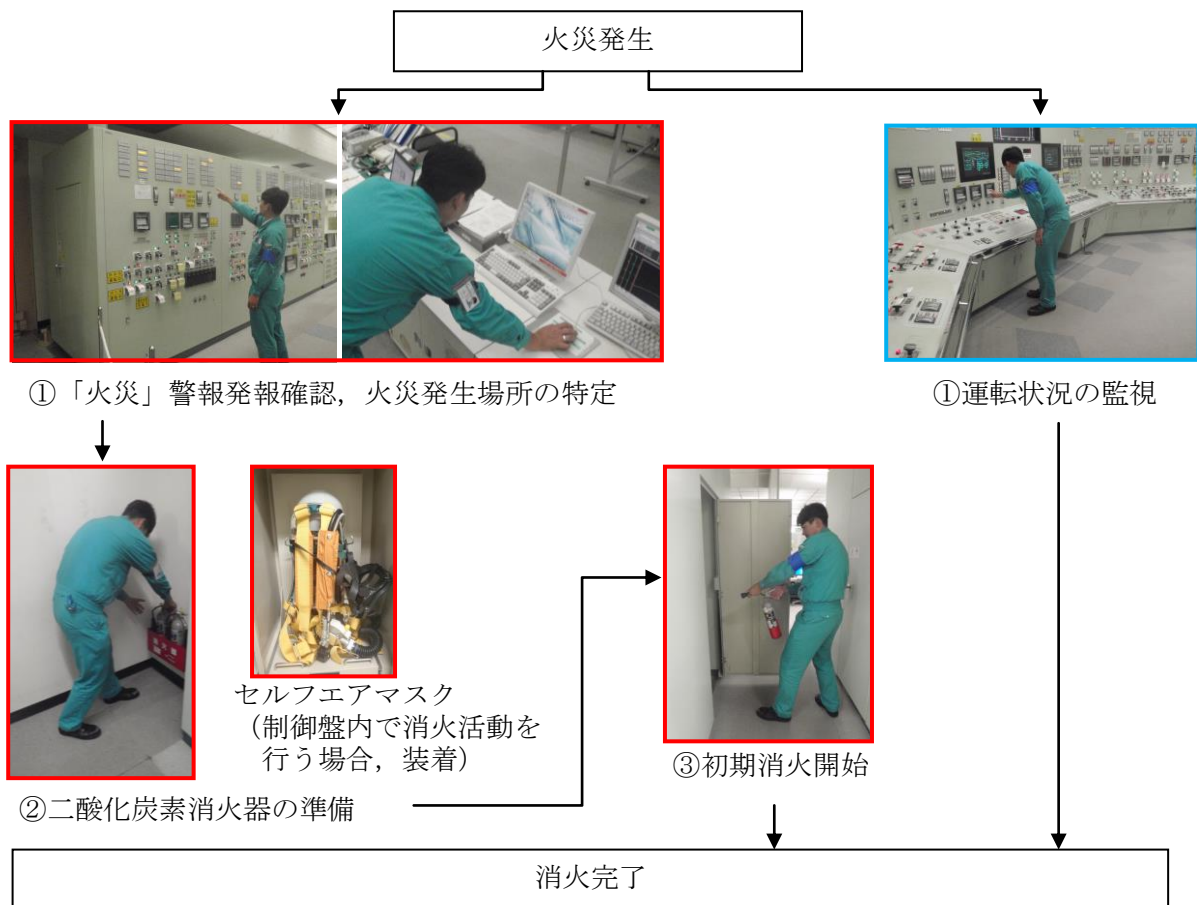 火災発生
①「火災」警報発報確認，火災発生場所の特定
①運転状況の監視
セルフエアマスク
（制御盤内で消火活動を
行う場合，装着）
②二酸化炭素消火器の準備
③初期消火開始
消火完了